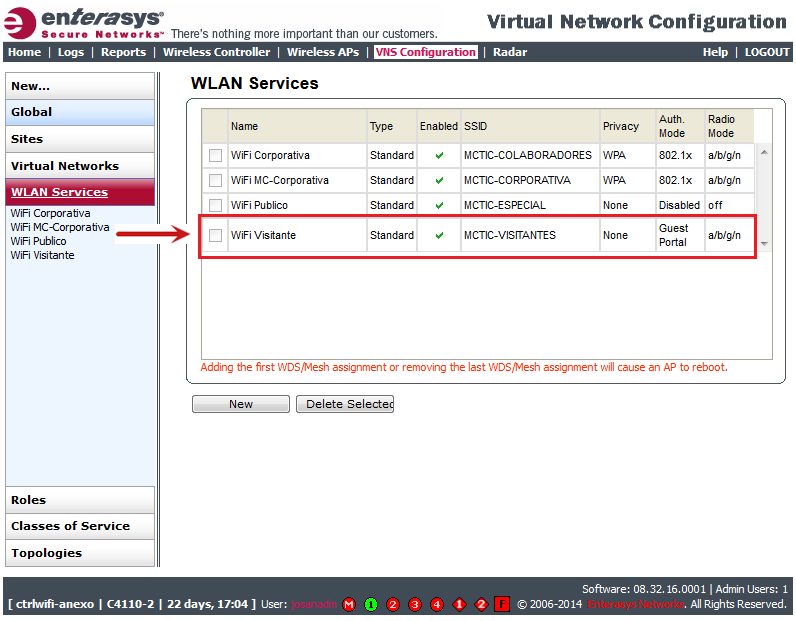 enterasys®
Secure Networks™
There's nothing more important than our customers.
Virtual Network Configuration
Home | Logs | Reports | Wireless Controller | Wireless APs | VNS Configuration | Radar
Help | LOGOUT
New...
Global
Sites
Virtual Networks
WLAN Services
WiFi Corporativa
WiFi MC-Corporativa
WiFi Publico
WiFi Visitante
Roles
Classes of Service
Topologies
WLAN Services
Name Type Enabled SSID Privacy Auth. Mode Radio Mode
WiFi Corporativa Standard ✔ MCTIC-COLABORADORES WPA 802.1x a/b/g/n
WiFi MC-Corporativa Standard ✔ MCTIC-CORPORATIVA WPA 802.1x a/b/g/n
WiFi Publico Standard ✔ MCTIC-ESPECIAL None Disabled off
WiFi Visitante Standard ✔ MCTIC-VISITANTES None Guest Portal a/b/g/n
Adding the first WDS/Mesh assignment or removing the last WDS/Mesh assignment will cause an AP to reboot.
New Delete Selected
Software: 08.32.16.0001 | Admin Users: 1
[ ctrlwifi-anexo | C4110-2 | 22 days, 17:04 ] User: jocanadm M 1 2 3 4 1 2 F © 2006-2014 Enterasys Networks. All Rights Reserved.